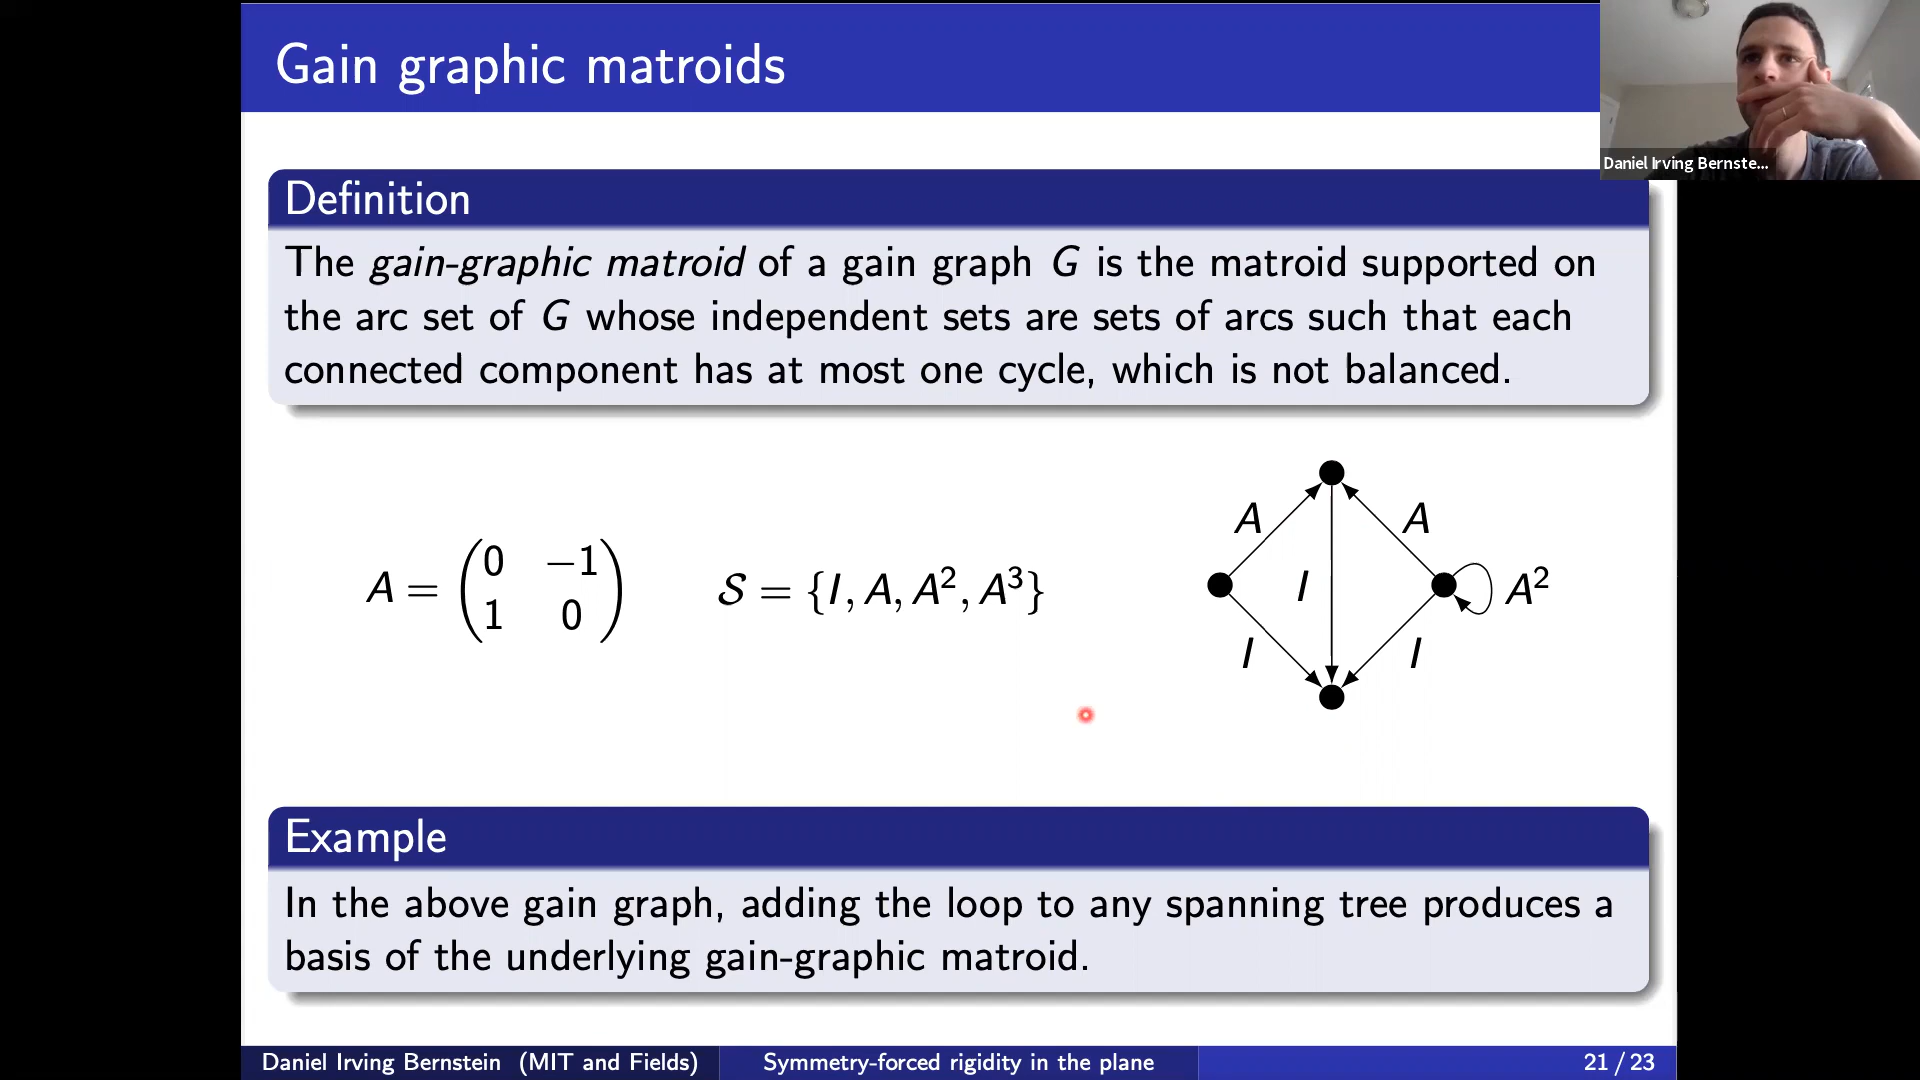 Gain graphic matroids
Daniel Irving Bernste...
Definition
The gain-graphic matroid of a gain graph G is the matroid supported on
the arc set of G whose independent sets are sets of arcs such that each
connected component has at most one cycle, which is not balanced.
A = (0 −1
1 0)
S = {I, A, A², A³}
A
A
I
A²
I
I
Example
In the above gain graph, adding the loop to any spanning tree produces a
basis of the underlying gain-graphic matroid.
Daniel Irving Bernstein (MIT and Fields)
Symmetry-forced rigidity in the plane
21 / 23